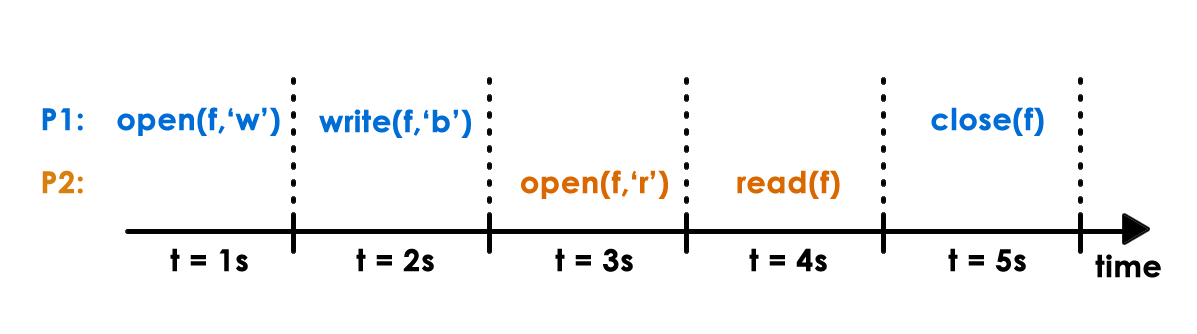 P1: open(f,‘w’) write(f,‘b’) close(f)
P2: open(f,‘r’) read(f)
t = 1s t = 2s t = 3s t = 4s t = 5s time